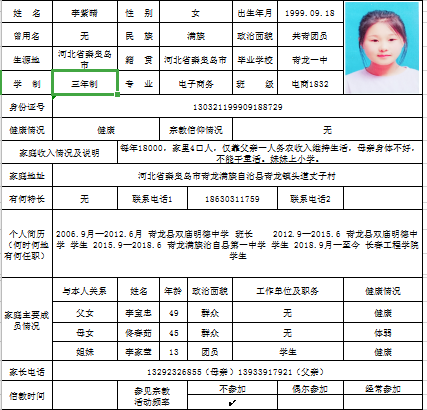 姓 名 李紫晴 性 别 女 出生年月 1999.09.18
曾用名 无 民 族 满族 政治面貌 共青团员
生源地 河北省秦皇岛市 籍 贯 河北省秦皇岛市 毕业学校 青龙一中
学 制 三年制 专 业 电子商务 班 级 电商1832
身份证号 130321199909188729
健康情况 健康 宗教信仰情况 无
家庭收入情况及说明 每年18000，家里4口人，仅靠父亲一人务农收入维持生活，母亲身体不好，
不能干重活。妹妹上小学。
家庭地址 河北省秦皇岛市青龙满族自治县青龙镇头道丈子村
有何特长 无 联系电话1 18630311759 联系电话2 无
个人简历
（何时何地
有何任职）
2006.9月—2012.6月 青龙县双庙明德中学 班长 2012.9—2015.6 青龙县双庙明德中
学 学生 2015.9—2018.6 青龙满族治自县第一中学 学生 2018.9月—至今 长春工程学院
学生
家庭主要成
员情况
与本人关系 姓名 年龄 政治面貌 工作单位及职务 健康情况
父女 李宝忠 49 群众 无 健康
母女 佟春茹 45 群众 无 体弱
姐妹 李家莹 13 团员 学生 健康
家长电话 13292326855（母亲）13933917921（父亲）
信教时间 参见宗教
活动频率 不参加 偶尔参加 经常参加
✓